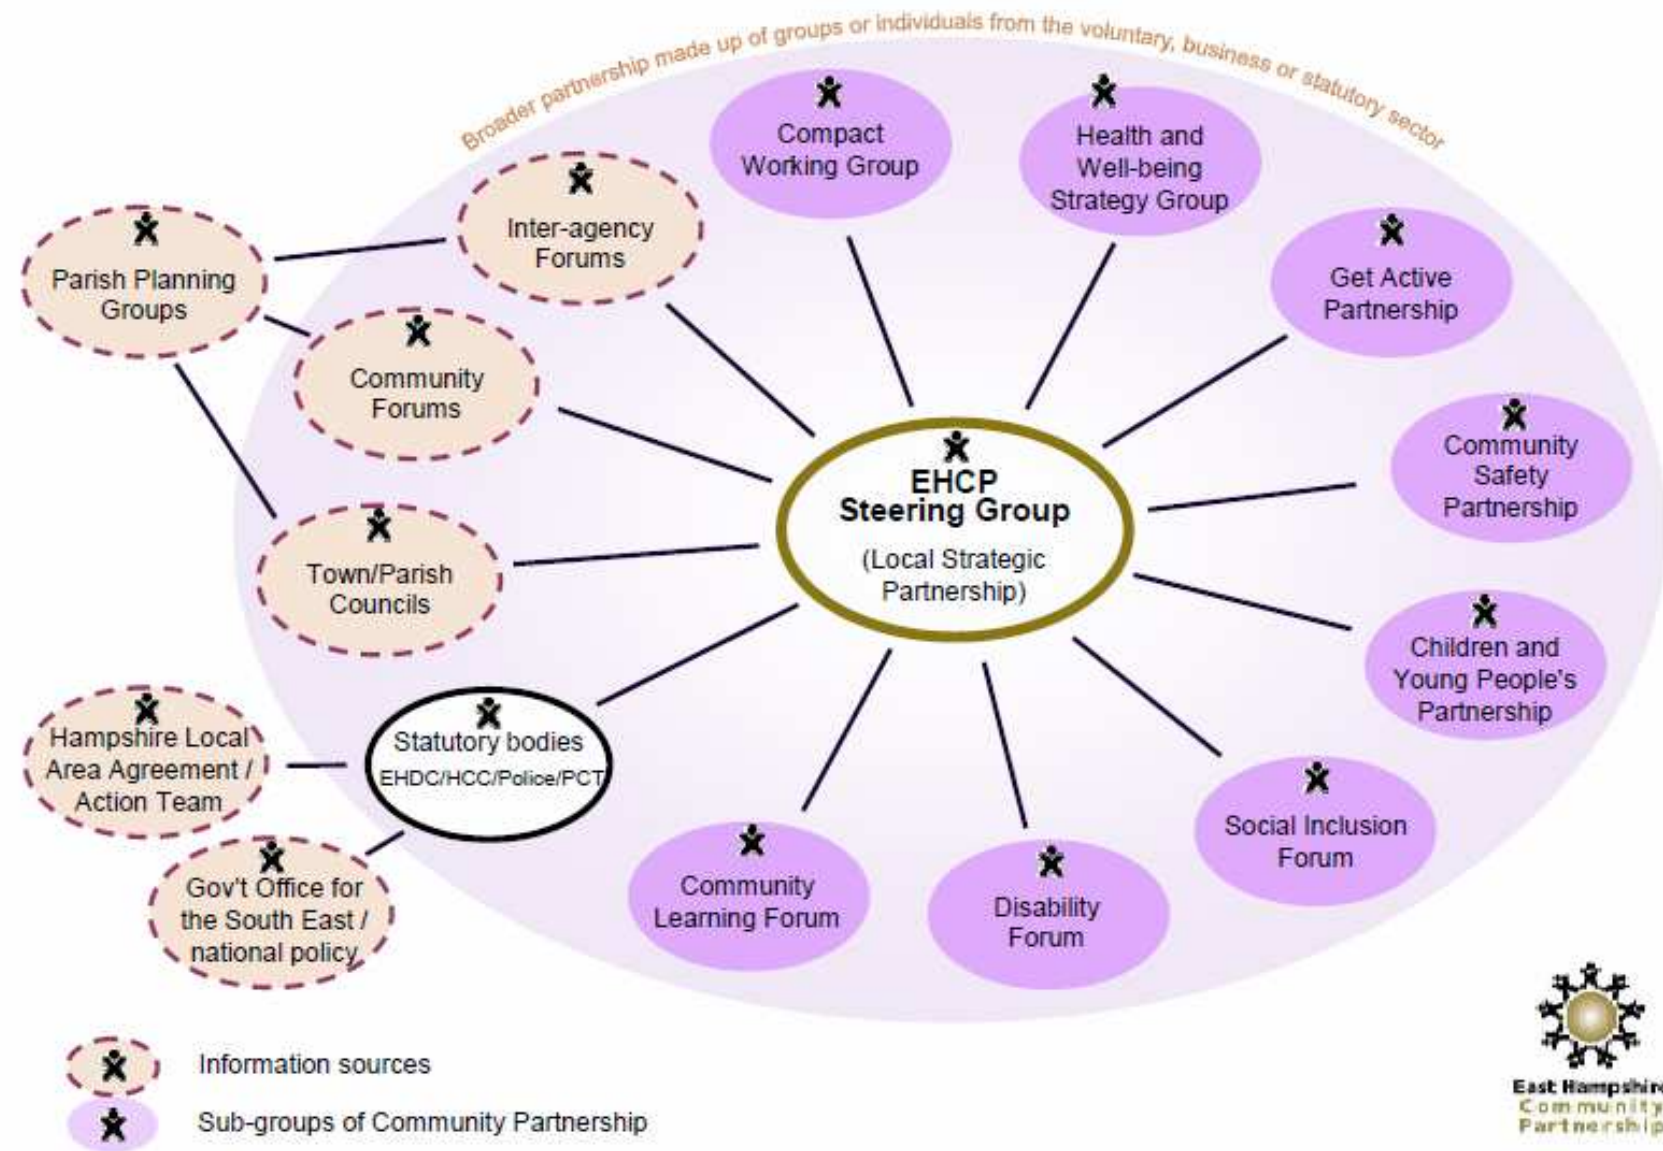 Broader partnership made up of groups or individuals from the voluntary, business or statutory sector
Compact
Working Group
Health and
Well-being
Strategy Group
Inter-agency
Forums
Parish Planning
Groups
Get Active
Partnership
Community
Forums
Community
Safety
Partnership
EHCP
Steering Group
(Local Strategic
Partnership)
Town/Parish
Councils
Children and
Young People's
Partnership
Hampshire Local
Area Agreement /
Action Team
Statutory bodies
EHDC/HCC/Police/PCT
Social Inclusion
Forum
Gov't Office for
the South East /
national policy
Community
Learning Forum
Disability
Forum
Information sources
Sub-groups of Community Partnership
East Hampshire
Community
Partnership